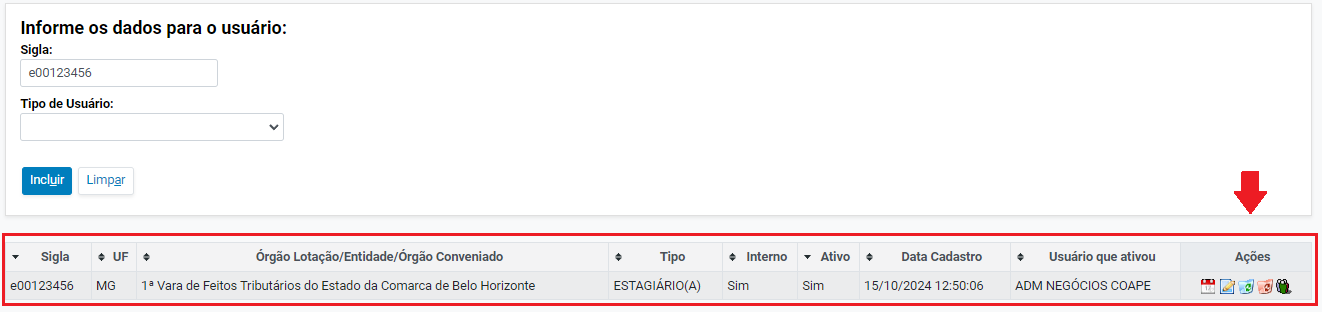 Informe os dados para o usuário:
Sigla:
e00123456
Tipo de Usuário:
Incluir Limpar
Sigla UF Órgão Lotação/Entidade/Órgão Conveniado Tipo Interno Ativo Data Cadastro Usuário que ativou Ações
e00123456 MG 1ª Vara de Feitos Tributários do Estado da Comarca de Belo Horizonte ESTAGIÁRIO(A) Sim Sim 15/10/2024 12:50:06 ADM NEGÓCIOS COAPE